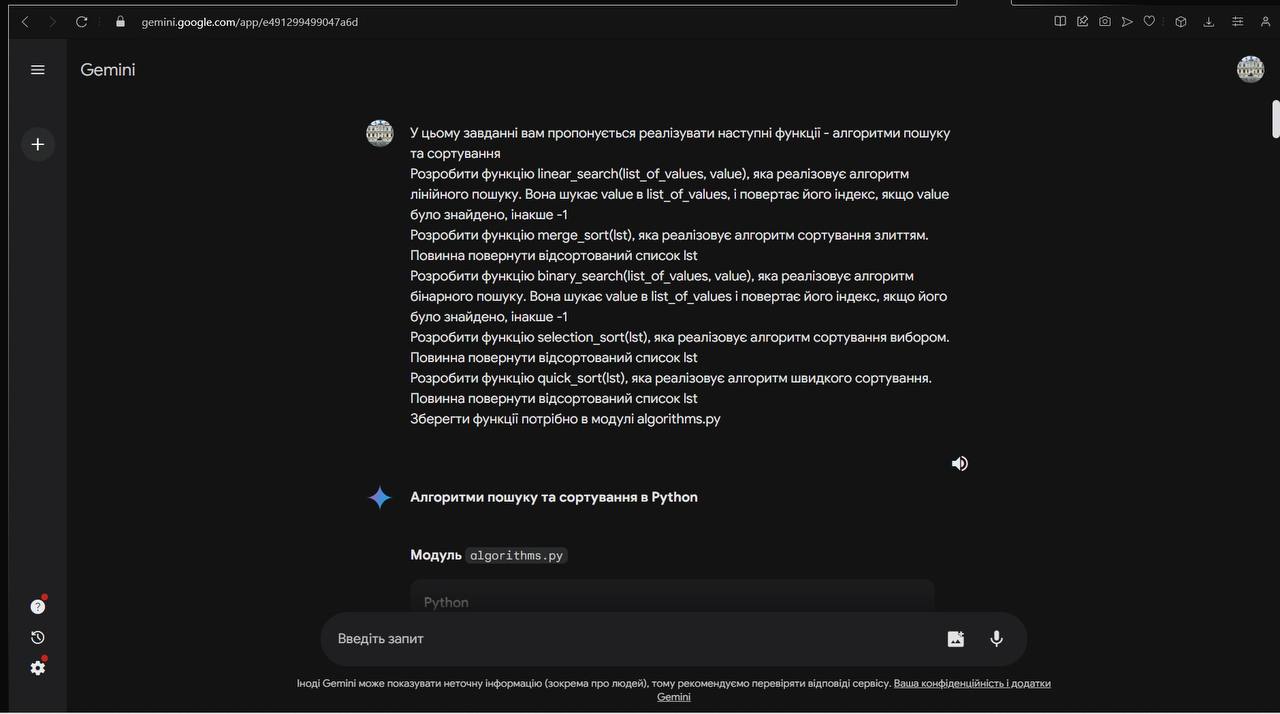 gemini.google.com/app/e491299499047a6d
Gemini
У цьому завданні вам пропонується реалізувати наступні функції - алгоритми пошуку
та сортування
Розробити функцію linear_search(list_of_values, value), яка реалізовує алгоритм
лінійного пошуку. Вона шукає value в list_of_values, і повертає його індекс, якщо value
було знайдено, інакше -1
Розробити функцію merge_sort(lst), яка реалізовує алгоритм сортування злиттям.
Повинна повернути відсортований список lst
Розробити функцію binary_search(list_of_values, value), яка реалізовує алгоритм
бінарного пошуку. Вона шукає value в list_of_values і повертає його індекс, якщо його
було знайдено, інакше -1
Розробити функцію selection_sort(lst), яка реалізовує алгоритм сортування вибором.
Повинна повернути відсортований список lst
Розробити функцію quick_sort(lst), яка реалізовує алгоритм швидкого сортування.
Повинна повернути відсортований список lst
Зберегти функції потрібно в модулі algorithms.py
Алгоритми пошуку та сортування в Python
Модуль algorithms.py
Python
Введіть запит
Іноді Gemini може показувати неточну інформацію (зокрема про людей), тому рекомендуємо перевіряти відповіді сервісу. Ваша конфіденційність і додатки
Gemini